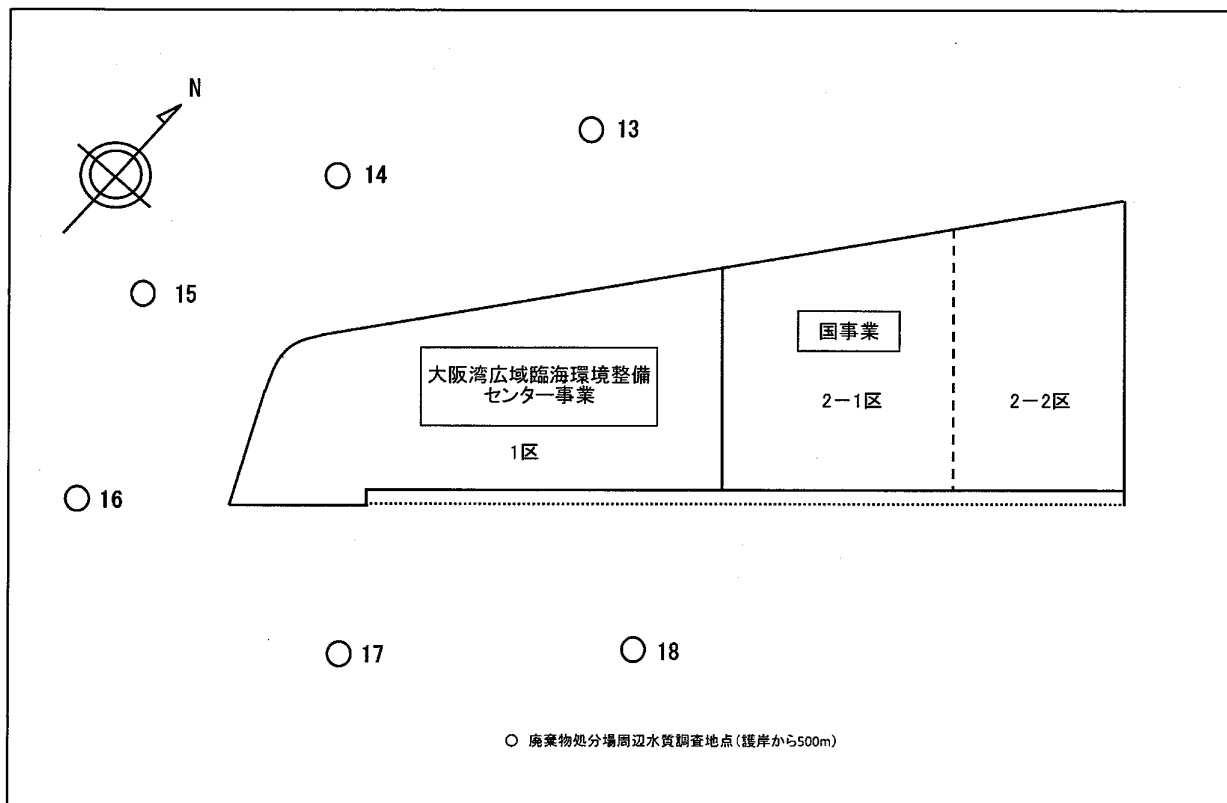 N
13
14
15
国事業
大阪湾広域臨海環境整備
センター事業
2－1区
2－2区
1区
16
17
18
○ 廃棄物処分場周辺水質調査地点(護岸から500m)